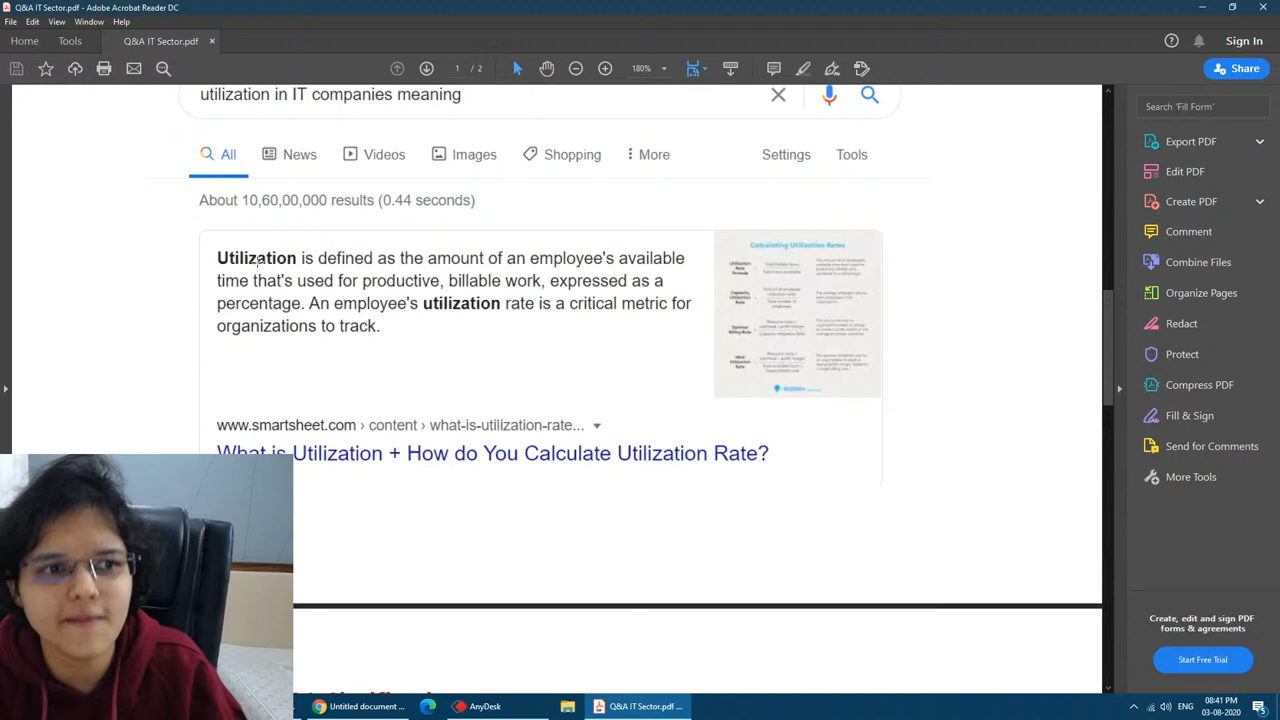 Q&A IT Sector.pdf - Adobe Acrobat Reader DC
File Edit View Window Help
Home Tools Q&A IT Sector.pdf × Sign In
1 / 2 180% Share
utilization in IT companies meaning
All News Videos Images Shopping More Settings Tools
About 10,60,00,000 results (0.44 seconds)
Utilization is defined as the amount of an employee's available
time that's used for productive, billable work, expressed as a
percentage. An employee's utilization rate is a critical metric for
organizations to track.
Calculating Utilization Rates
www.smartsheet.com › content › what-is-utilization-rate...
What is Utilization + How do You Calculate Utilization Rate?
Search 'Fill Form'
Export PDF
Edit PDF
Create PDF
Comment
Combine Files
Compress PDF
Fill & Sign
Send for Comments
More Tools
Create, edit and sign PDF
forms & agreements
Start Free Trial
Untitled document ...
AnyDesk
Q&A IT Sector.pdf - ...
ENG
08:41 PM
03-08-2020